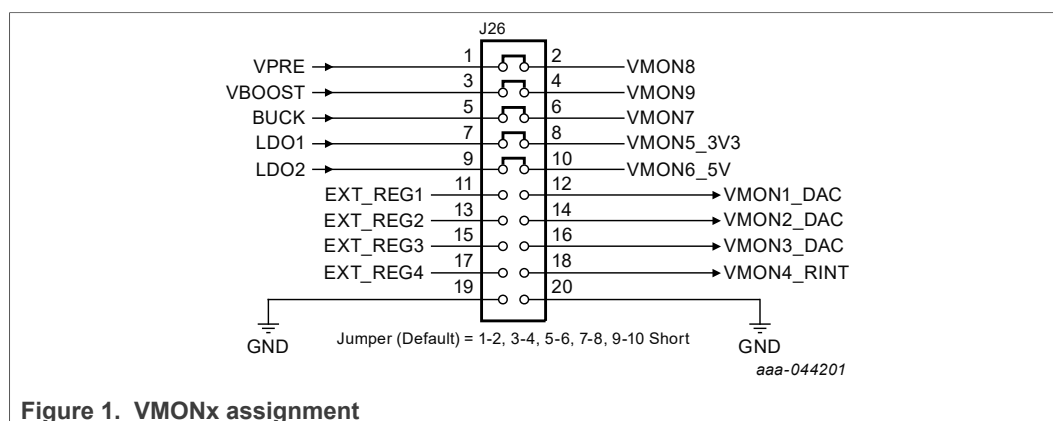 J26
VPRE 1 2 VMON8
VBOOST 3 4 VMON9
BUCK 5 6 VMON7
LDO1 7 8 VMON5_3V3
LDO2 9 10 VMON6_5V
EXT_REG1 11 12 VMON1_DAC
EXT_REG2 13 14 VMON2_DAC
EXT_REG3 15 16 VMON3_DAC
EXT_REG4 17 18 VMON4_RINT
19 20
GND Jumper (Default) = 1-2, 3-4, 5-6, 7-8, 9-10 Short GND
aaa-044201
Figure 1. VMONx assignment